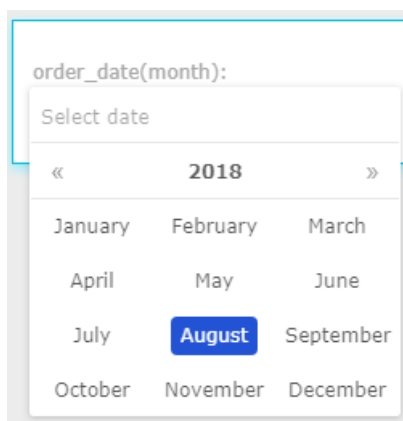 order_date(month):
Select date
« 2018 »
January February March
April May June
July August September
October November December